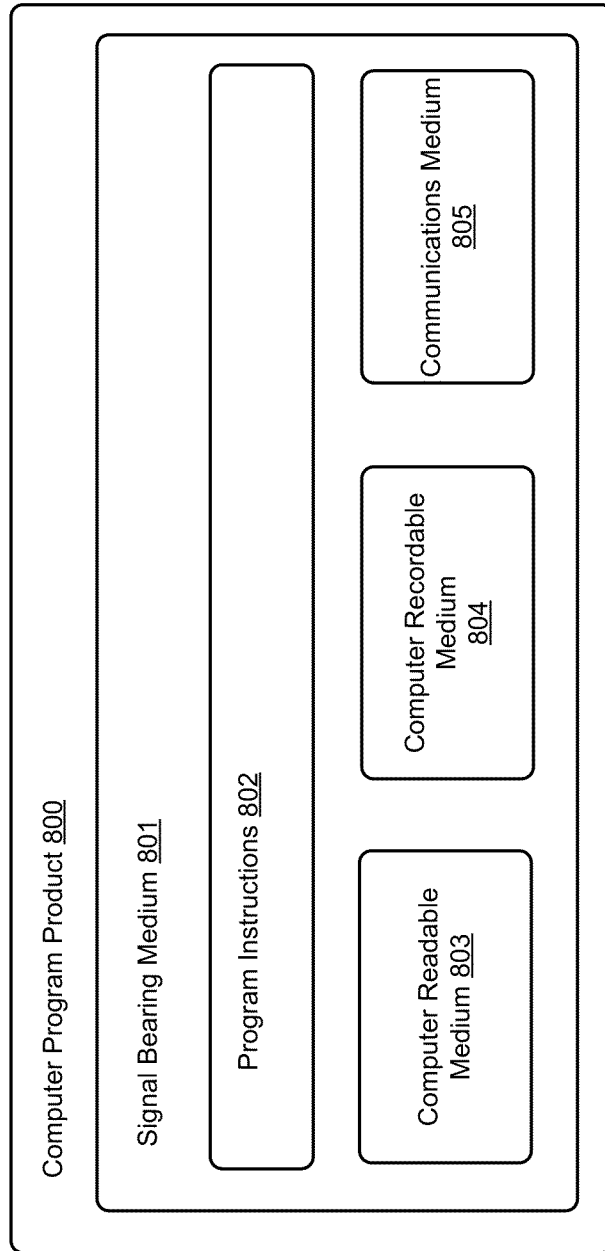 Computer Program Product 800
Signal Bearing Medium 801
Program Instructions 802
Computer Readable
Medium 803
Computer Recordable
Medium
804
Communications Medium
805